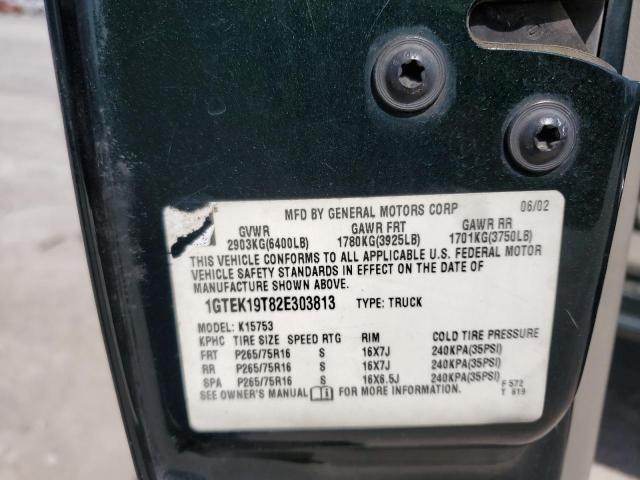 MFD BY GENERAL MOTORS CORP 06/02
GVWR GAWR FRT GAWR RR
2903KG(6400LB) 1780KG(3925LB) 1701KG(3750LB)
THIS VEHICLE CONFORMS TO ALL APPLICABLE U.S. FEDERAL MOTOR
VEHICLE SAFETY STANDARDS IN EFFECT ON THE DATE OF
MANUFACTURE SHOWN ABOVE.
1GTEK19T82E303813 TYPE: TRUCK
MODEL: K15753
KPHC TIRE SIZE SPEED RTG RIM COLD TIRE PRESSURE
FRT P265/75R16 S 16X7J 240KPA(35PSI)
RR P265/75R16 S 16X7J 240KPA(35PSI)
SPA P265/75R16 S 16X6.5J 240KPA(35PSI)
SEE OWNER'S MANUAL FOR MORE INFORMATION.
F 572
T 619